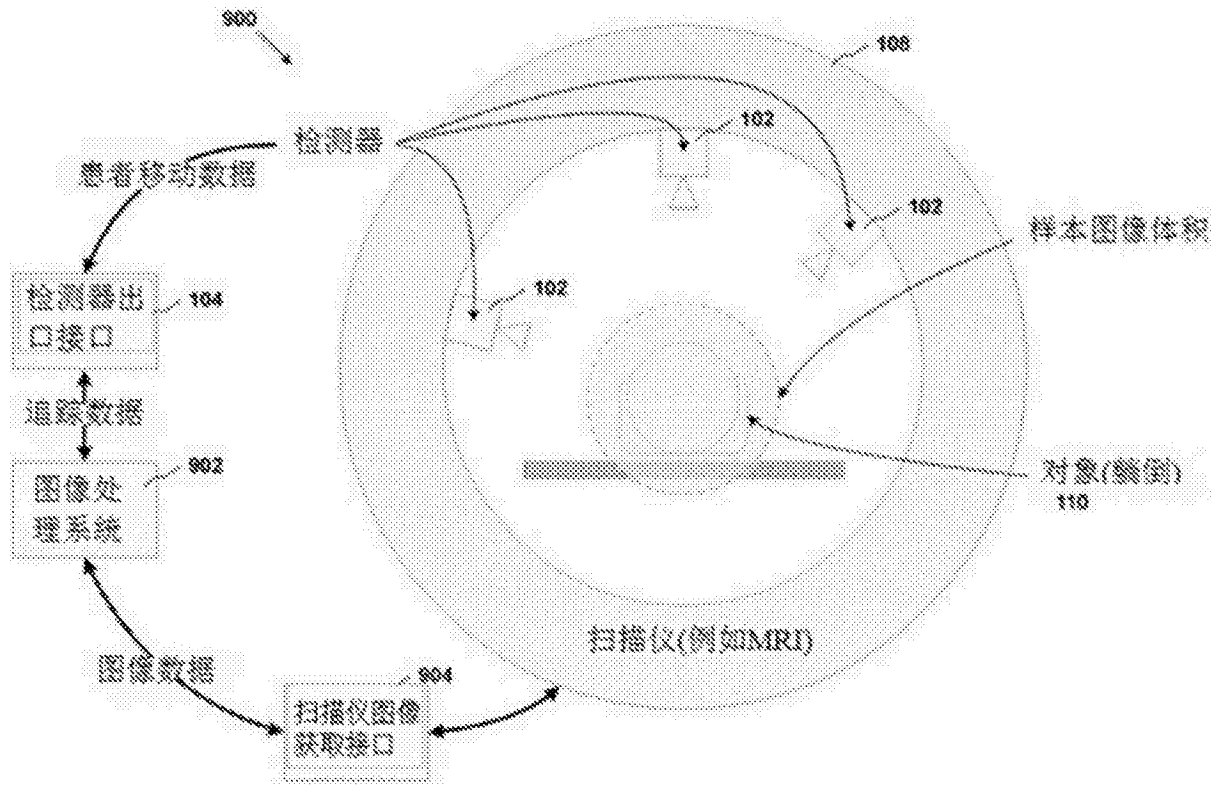 900
108
检测器
102
患者移动数据
102
样本图像体积
102
检测器出
口接口
104
追踪数据
902
图像处
理系统
对象(躺倒)
110
扫描仪(例如MRI)
图像数据
904
扫描仪图像
获取接口